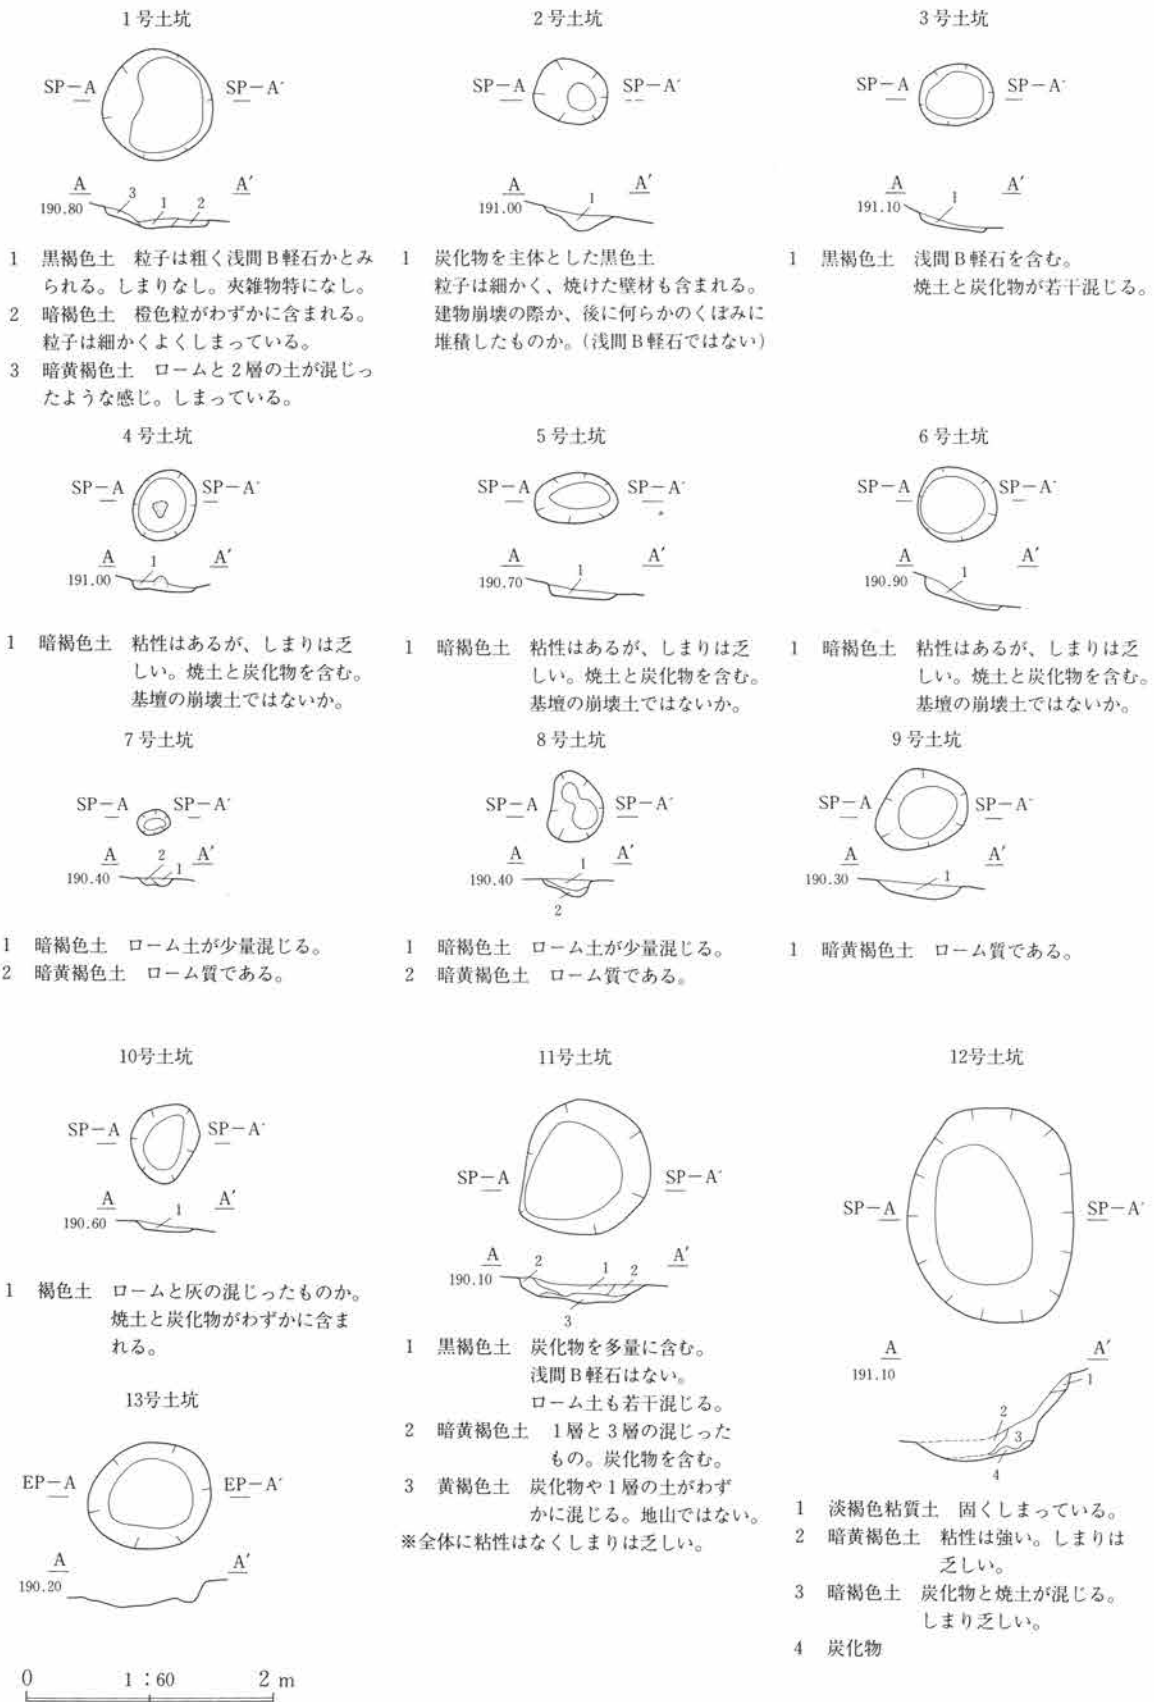 1号土坑
SP－A
SP－A′
A
A′
190.80
3
1
2
1 黒褐色土 粒子は粗く浅間B軽石かとみ
られる。しまりなし。夾雑物特になし。
2 暗褐色土 橙色粒がわずかに含まれる。
粒子は細かくよくしまっている。
3 暗黄褐色土 ロームと2層の土が混じっ
たような感じ。しまっている。
2号土坑
SP－A
SP－A′
A
A′
191.00
1
1 炭化物を主体とした黒色土
粒子は細かく、焼けた壁材も含まれる。
建物崩壊の際か、後に何らかのくぼみに
堆積したものか。（浅間B軽石ではない）
3号土坑
SP－A
SP－A′
A
A′
191.10
1
1 黒褐色土 浅間B軽石を含む。
焼土と炭化物が若干混じる。
4号土坑
SP－A
SP－A′
A
1
A′
191.00
1 暗褐色土 粘性はあるが、しまりは乏
しい。焼土と炭化物を含む。
基壇の崩壊土ではないか。
5号土坑
SP－A
SP－A′
A
A′
190.70
1
1 暗褐色土 粘性はあるが、しまりは乏
しい。焼土と炭化物を含む。
基壇の崩壊土ではないか。
6号土坑
SP－A
SP－A′
A
A′
190.90
1
1 暗褐色土 粘性はあるが、しまりは乏
しい。焼土と炭化物を含む。
基壇の崩壊土ではないか。
7号土坑
SP－A
SP－A′
A
2
A′
190.40
1
1 暗褐色土 ローム土が少量混じる。
2 暗黄褐色土 ローム質である。
8号土坑
SP－A
SP－A′
A
A′
190.40
1
2
1 暗褐色土 ローム土が少量混じる。
2 暗黄褐色土 ローム質である。
9号土坑
SP－A
SP－A′
A
A′
190.30
1
1 暗黄褐色土 ローム質である。
10号土坑
SP－A
SP－A′
A
A′
190.60
1
1 褐色土 ロームと灰の混じったものか。
焼土と炭化物がわずかに含ま
れる。
11号土坑
SP－A
SP－A′
A
A′
190.10
2
1
2
3
1 黒褐色土 炭化物を多量に含む。
浅間B軽石はない。
ローム土も若干混じる。
2 暗黄褐色土 1層と3層の混じった
もの。炭化物を含む。
3 黄褐色土 炭化物や1層の土がわず
かに混じる。地山ではない。
※全体に粘性はなくしまりは乏しい。
12号土坑
SP－A
SP－A′
A
A′
191.10
1
2
3
4
1 淡褐色粘質土 固くしまっている。
2 暗黄褐色土 粘性は強い。しまりは
乏しい。
3 暗褐色土 炭化物と焼土が混じる。
しまり乏しい。
4 炭化物
13号土坑
EP－A
EP－A′
A
A′
190.20
0 1：60 2m